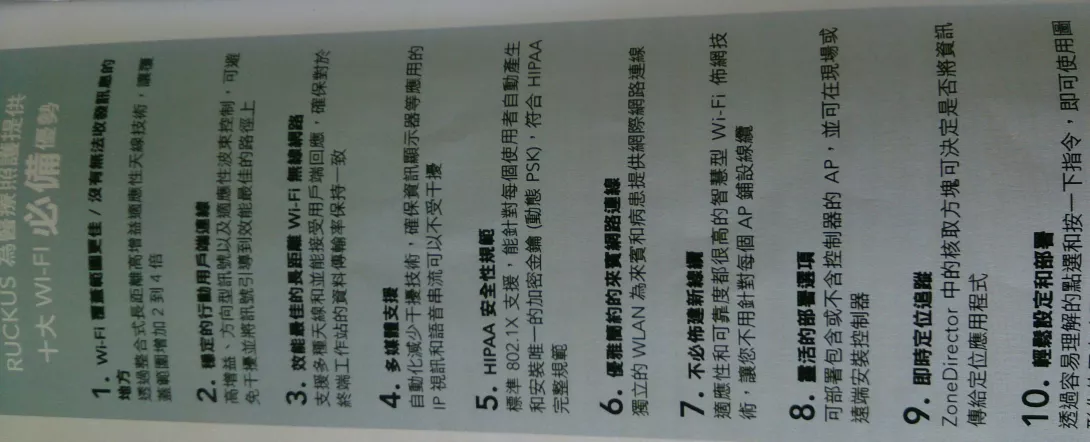 RUCKUS 為醫療照護提供
十大 WI-FI 必備優勢
1. Wi-Fi 覆蓋範圍更佳 / 沒有無法收發訊息的
地方
透過整合式長距離高增益適應性天線技術，讓覆
蓋範圍增加 2 到 4 倍
2. 穩定的行動用戶端連線
高增益、方向型訊號以及適應性波束控制，可避
免干擾並將訊號引導到效能最佳的路徑上
3. 效能最佳的長距離 Wi-Fi 無線網路
支援多種天線和並能接受用戶端回應，確保對於
終端工作站的資料傳輸率保持一致
4. 多媒體支援
自動化減少干擾技術，確保資訊顯示器等應用的
IP 視訊和語音串流可以不受干擾
5. HIPAA 安全性規範
標準 802.1X 支援，能針對每個使用者自動產生
和安裝唯一的加密金鑰 (動態 PSK)，符合 HIPAA
完整規範
6. 優雅簡約的來賓網路連線
獨立的 WLAN 為來賓和病患提供網際網路連線
7. 不必佈建新線纜
適應性和可靠度都很高的智慧型 Wi-Fi 佈網技
術，讓您不用針對每個 AP 鋪設線纜
8. 靈活的部署選項
可部署包含或不含控制器的 AP，並可在現場或
遠端安裝控制器
9. 即時定位追蹤
ZoneDirector 中的核取方塊可決定是否將資訊
傳給定位應用程式
10. 輕鬆設定和部署
透過容易理解的點選和按一下指令，即可使用圖